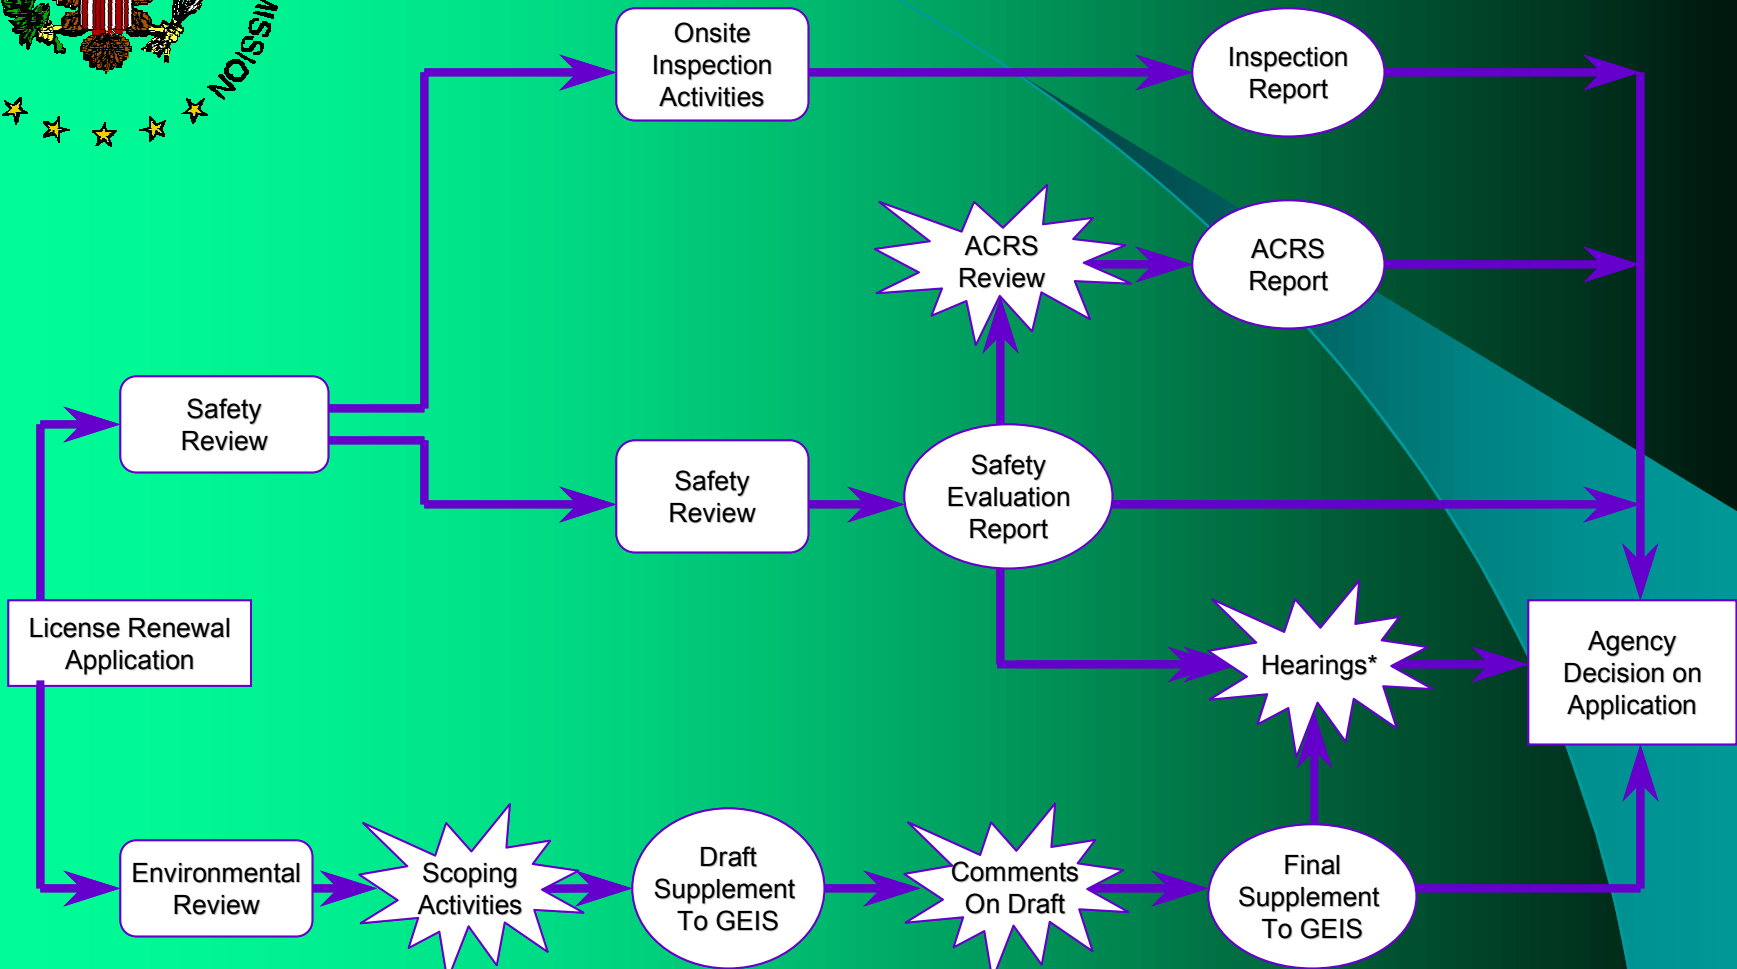 MISSION
Onsite
Inspection
Activities
Inspection
Report
ACRS
Review
ACRS
Report
Safety
Review
Safety
Review
Safety
Evaluation
Report
License Renewal
Application
Hearings*
Agency
Decision on
Application
Environmental
Review
Scoping
Activities
Draft
Supplement
To GEIS
Comments
On Draft
Final
Supplement
To GEIS